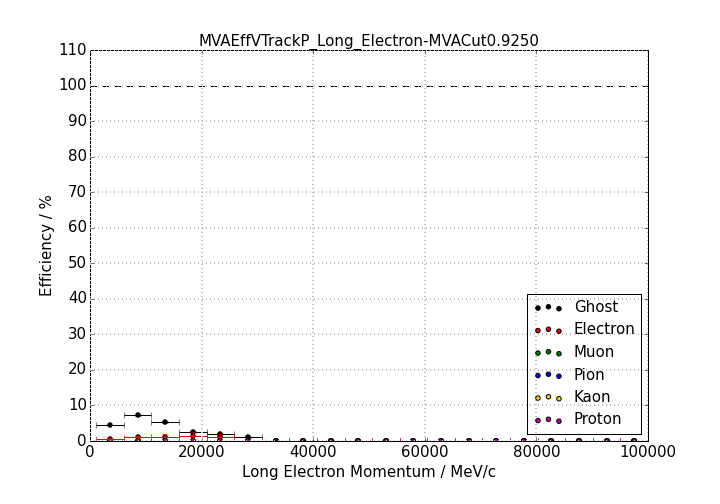 MVAEffVTrackP_Long_Electron-MVACut0.9250
110
100
90
80
70
60
50
40
30
20
10
0
Efficiency / %
Ghost
Electron
Muon
Pion
Kaon
Proton
0 20000 40000 60000 80000 100000
Long Electron Momentum / MeV/c